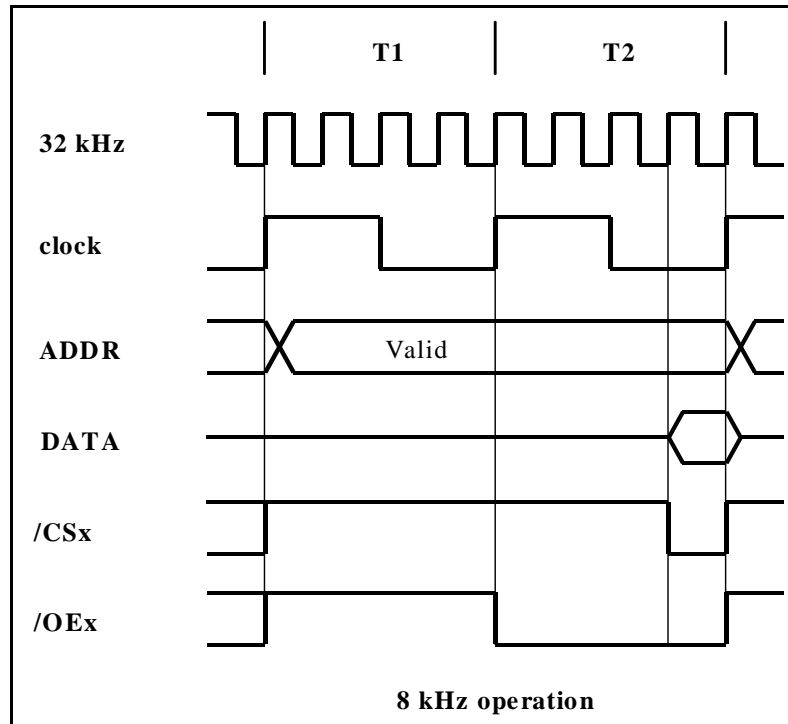 T1 T2
32 kHz
clock
ADDR Valid
DATA
/CSx
/OEx
8 kHz operation